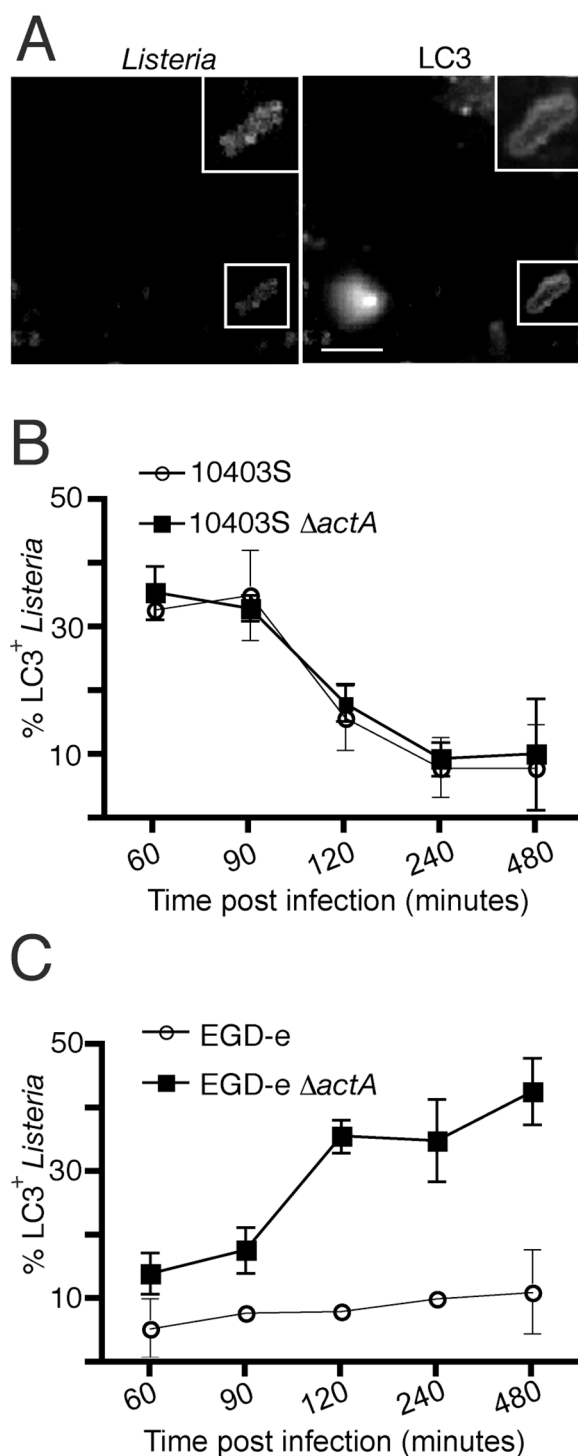 A
Listeria
LC3
B
10403S
10403S ΔactA
50
30
10
% LC3+ Listeria
60
90
120
240
480
Time post infection (minutes)
C
EGD-e
EGD-e ΔactA
50
30
10
% LC3+ Listeria
60
90
120
240
480
Time post infection (minutes)